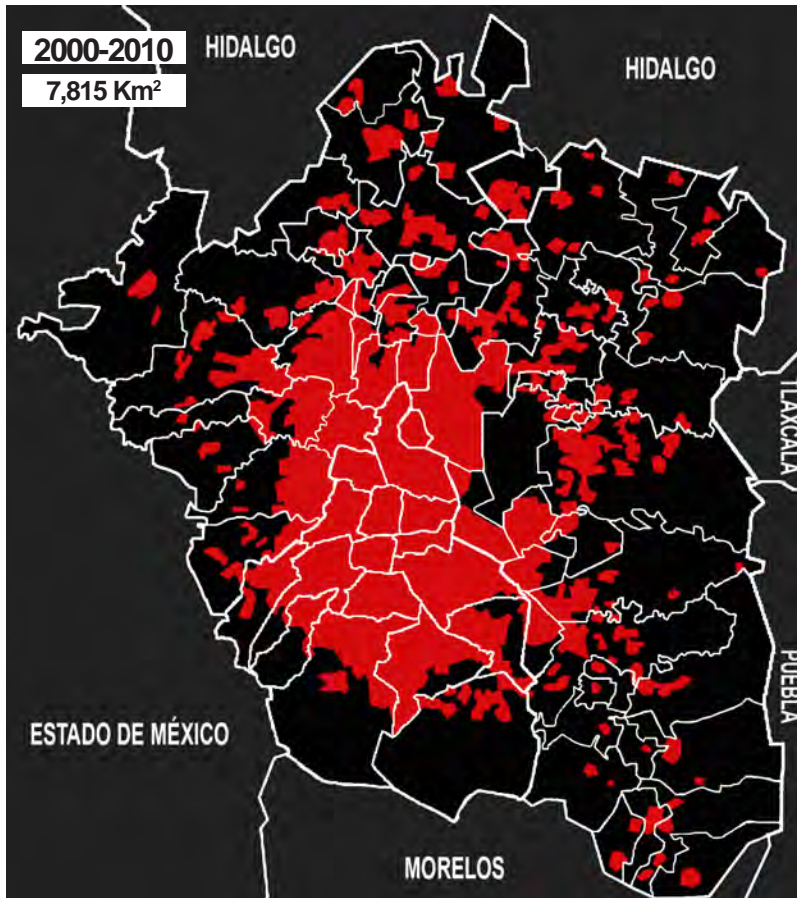 2000-2010
7,815 Km²
HIDALGO
HIDALGO
TLAXCALA
PUEBLA
ESTADO DE MÉXICO
MORELOS